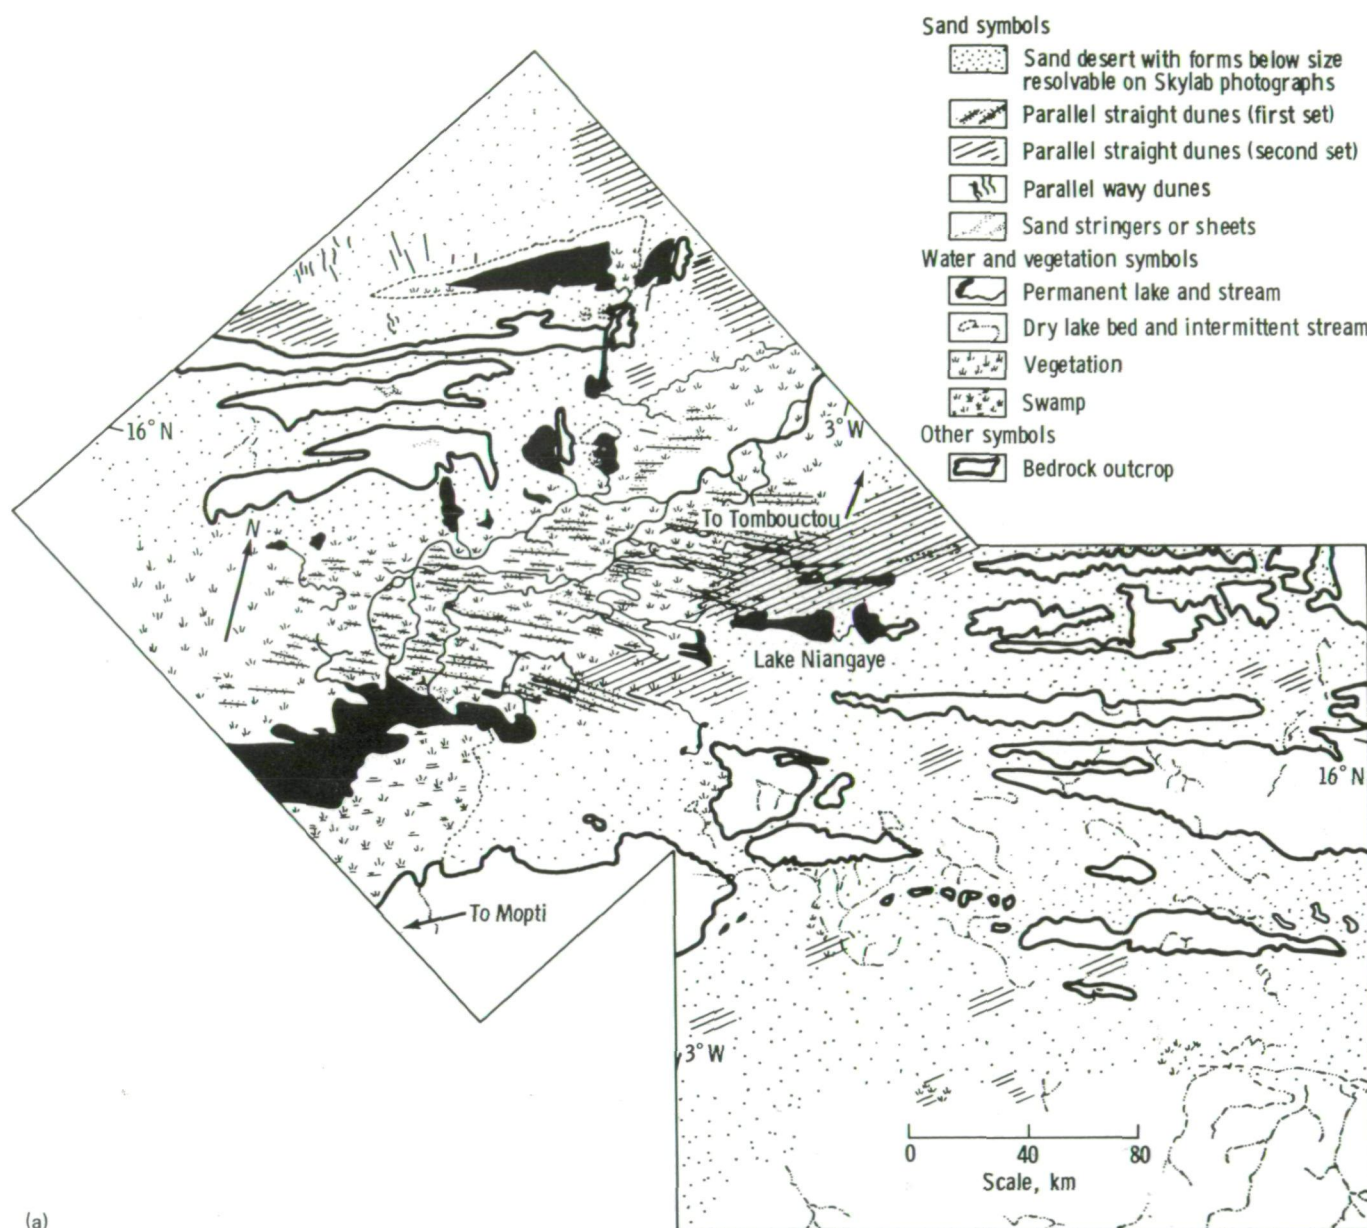 Sand symbols
Sand desert with forms below size
resolvable on Skylab photographs
Parallel straight dunes (first set)
Parallel straight dunes (second set)
Parallel wavy dunes
Sand stringers or sheets
Water and vegetation symbols
Permanent lake and stream
Dry lake bed and intermittent stream
Vegetation
Swamp
Other symbols
Bedrock outcrop
16° N
3° W
To Tombouctou
N
Lake Niangaye
16° N
To Mopti
3° W
0 40 80
Scale, km
(a)